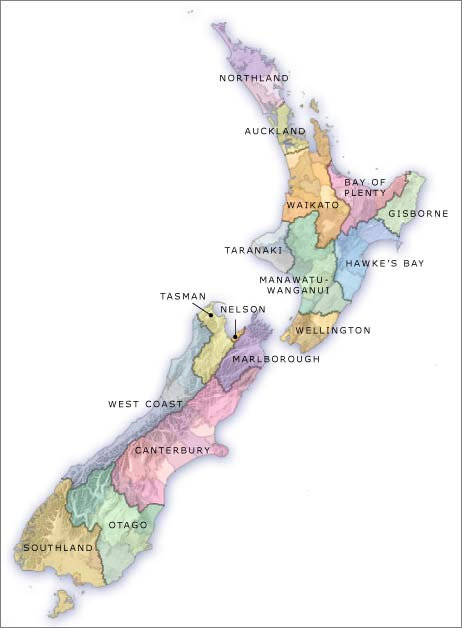 NORTHLAND
AUCKLAND
BAY OF
PLENTY
WAIKATO
GISBORNE
TARANAKI
HAWKE'S BAY
MANAWATU-
WANGANUI
TASMAN
NELSON
WELLINGTON
MARLBOROUGH
WEST COAST
CANTERBURY
OTAGO
SOUTHLAND